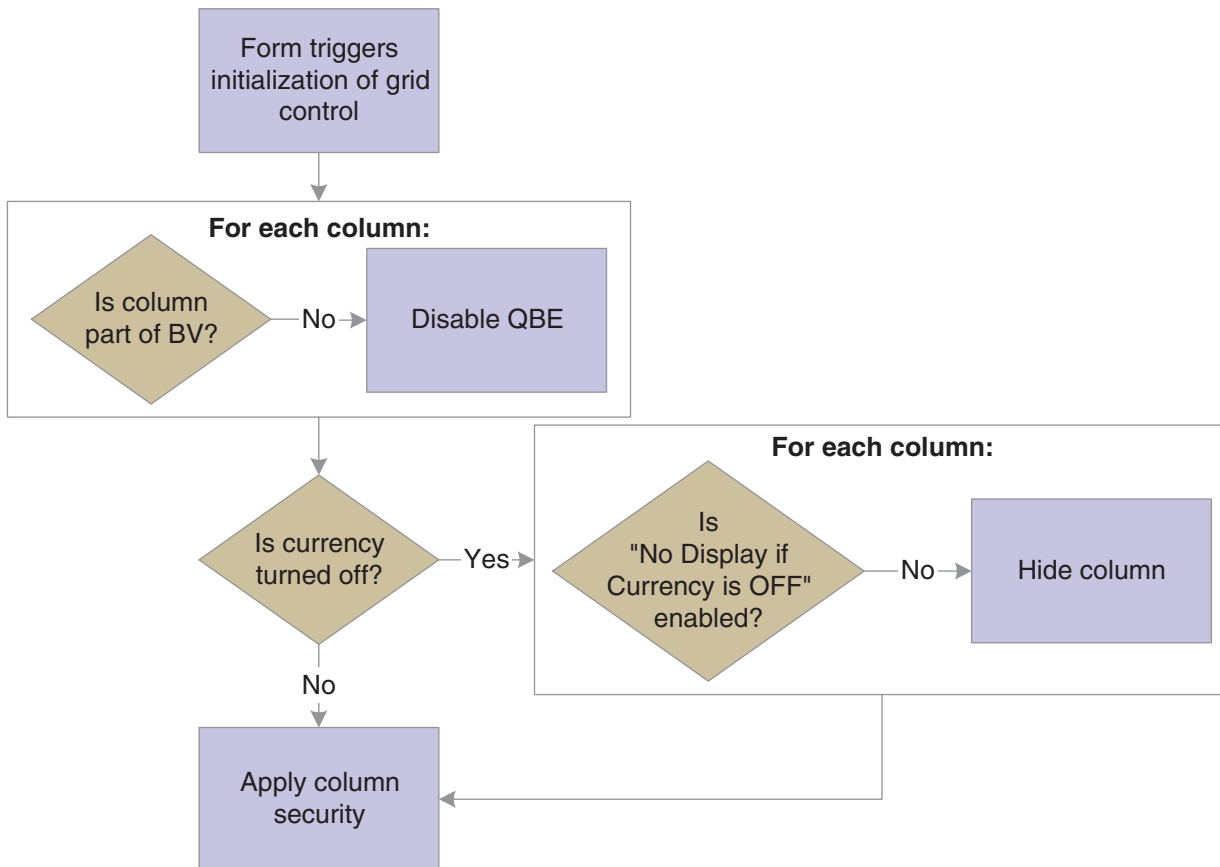 Form triggers
initialization of grid
control
For each column:
Is column
part of BV?
No
Disable QBE
Is currency
turned off?
Yes
For each column:
Is
"No Display if
Currency is OFF"
enabled?
No
Hide column
No
Apply column
security